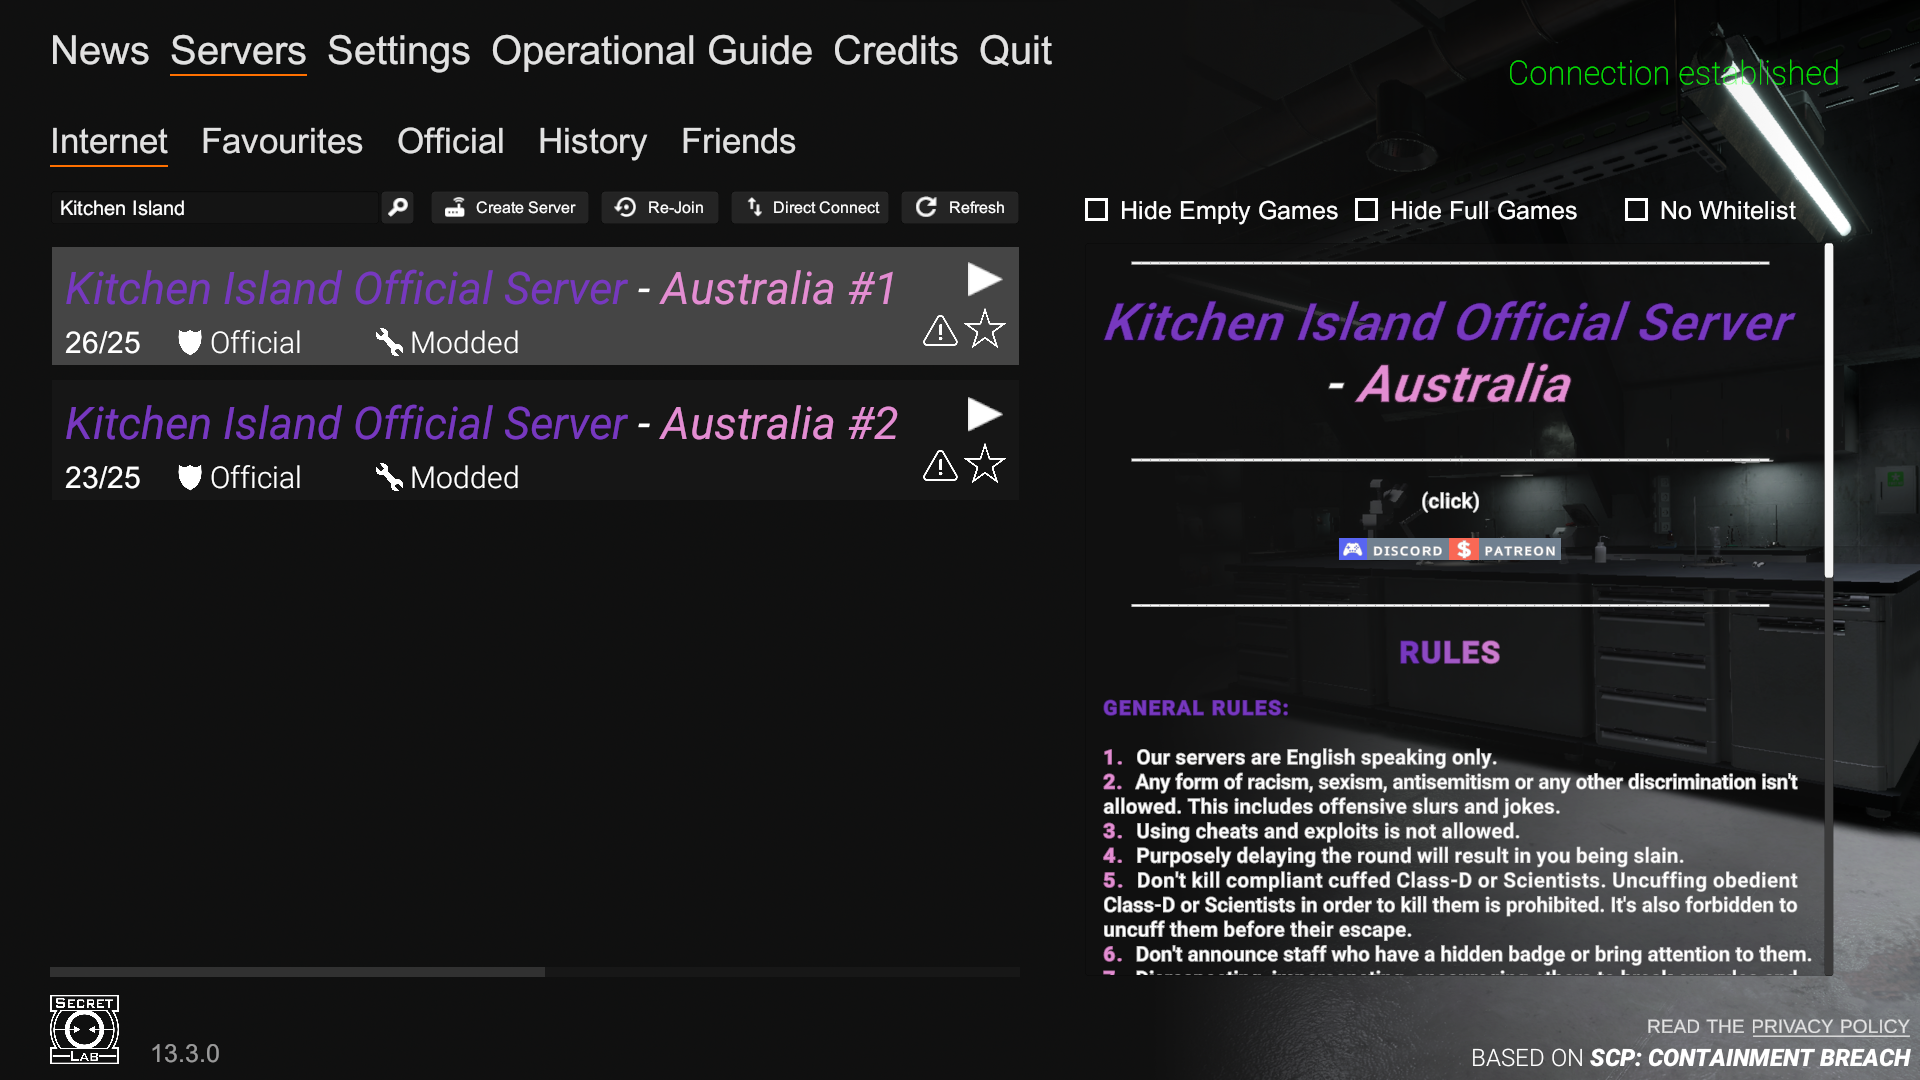 News Servers Settings Operational Guide Credits Quit
Connection established
Internet Favourites Official History Friends
Kitchen Island Create Server Re-Join Direct Connect Refresh
Hide Empty Games Hide Full Games No Whitelist
Kitchen Island Official Server - Australia #1
26/25 Official Modded
Kitchen Island Official Server - Australia #2
23/25 Official Modded
Kitchen Island Official Server
- Australia
(click)
DISCORD PATREON
RULES
GENERAL RULES:
1. Our servers are English speaking only.
2. Any form of racism, sexism, antisemitism or any other discrimination isn't
allowed. This includes offensive slurs and jokes.
3. Using cheats and exploits is not allowed.
4. Purposely delaying the round will result in you being slain.
5. Don't kill compliant cuffed Class-D or Scientists. Uncuffing obedient
Class-D or Scientists in order to kill them is prohibited. It's also forbidden to
uncuff them before their escape.
6. Don't announce staff who have a hidden badge or bring attention to them.
SECRET
LAB
13.3.0
READ THE PRIVACY POLICY
BASED ON SCP: CONTAINMENT BREACH